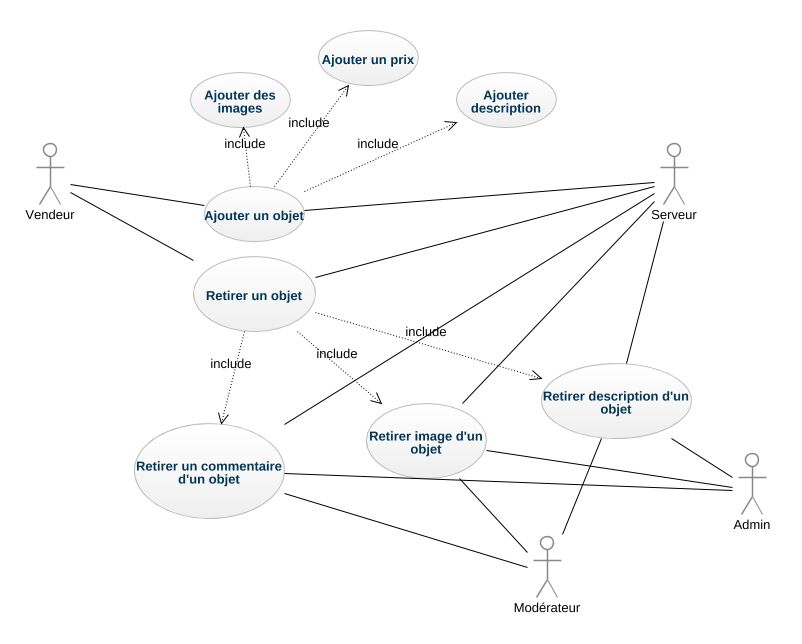 Ajouter un prix
Ajouter des
images
Ajouter
description
include
include
include
Vendeur
Ajouter un objet
Serveur
Retirer un objet
include
include
include
Retirer description d'un
objet
Retirer image d'un
objet
Retirer un commentaire
d'un objet
Admin
Modérateur